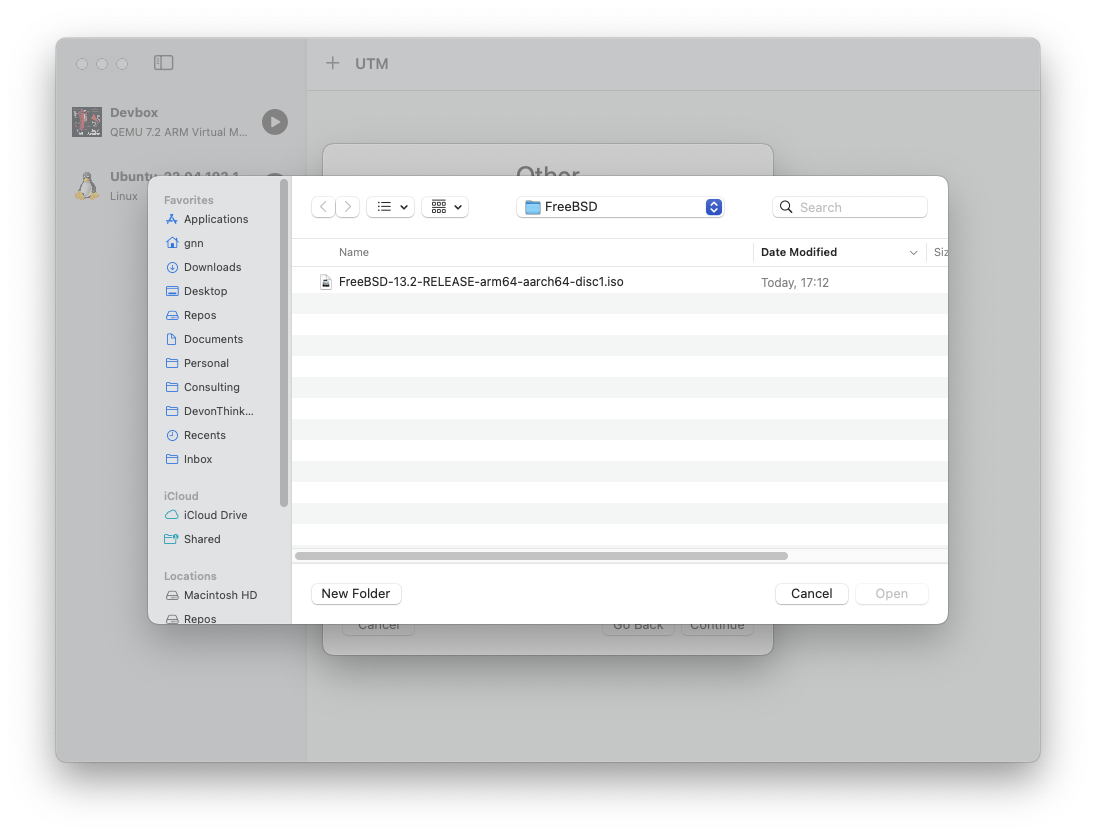 UTM
Devbox
QEMU 7.2 ARM Virtual M...
Ubuntu 22.04 192.1
Linux
Other
Favorites
Applications
gnn
Downloads
Desktop
Repos
Documents
Personal
Consulting
DevonThink...
Recents
Inbox
iCloud
iCloud Drive
Shared
Locations
Macintosh HD
Repos
FreeBSD
Search
Name
Date Modified
Siz
FreeBSD-13.2-RELEASE-arm64-aarch64-disc1.iso
Today, 17:12
New Folder
Cancel
Open
Cancel
Go Back
Continue